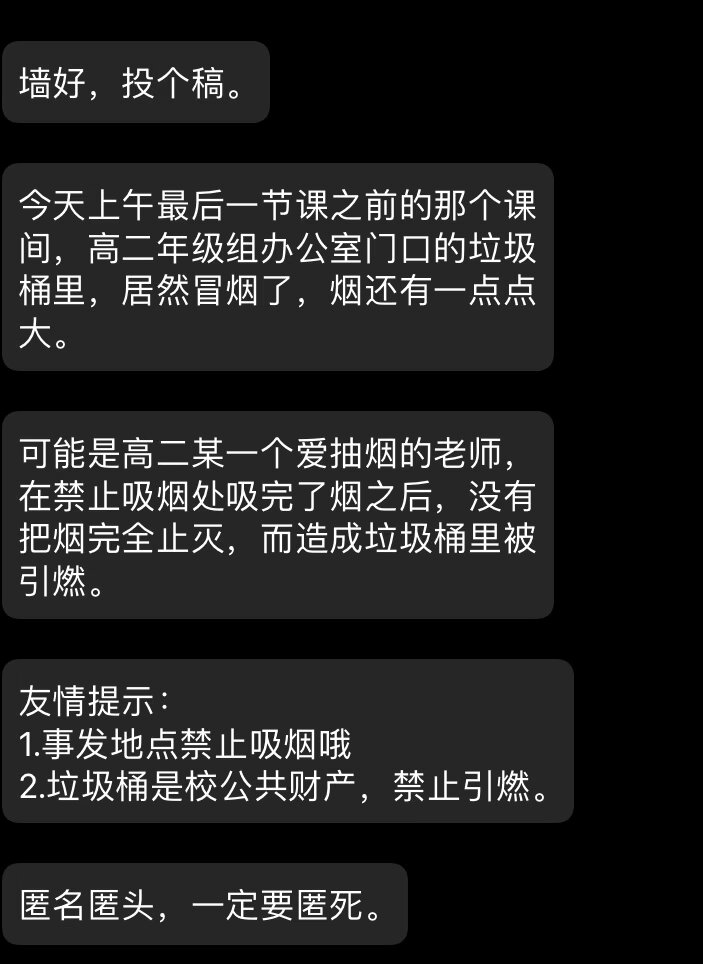 墙好，投个稿。
今天上午最后一节课之前的那个课
间，高二年级组办公室门口的垃圾
桶里，居然冒烟了，烟还有一点点
大。
可能是高二某一个爱抽烟的老师，
在禁止吸烟处吸完了烟之后，没有
把烟完全止灭，而造成垃圾桶里被
引燃。
友情提示：
1.事发地点禁止吸烟哦
2.垃圾桶是校公共财产，禁止引燃。
匿名匿头，一定要匿死。